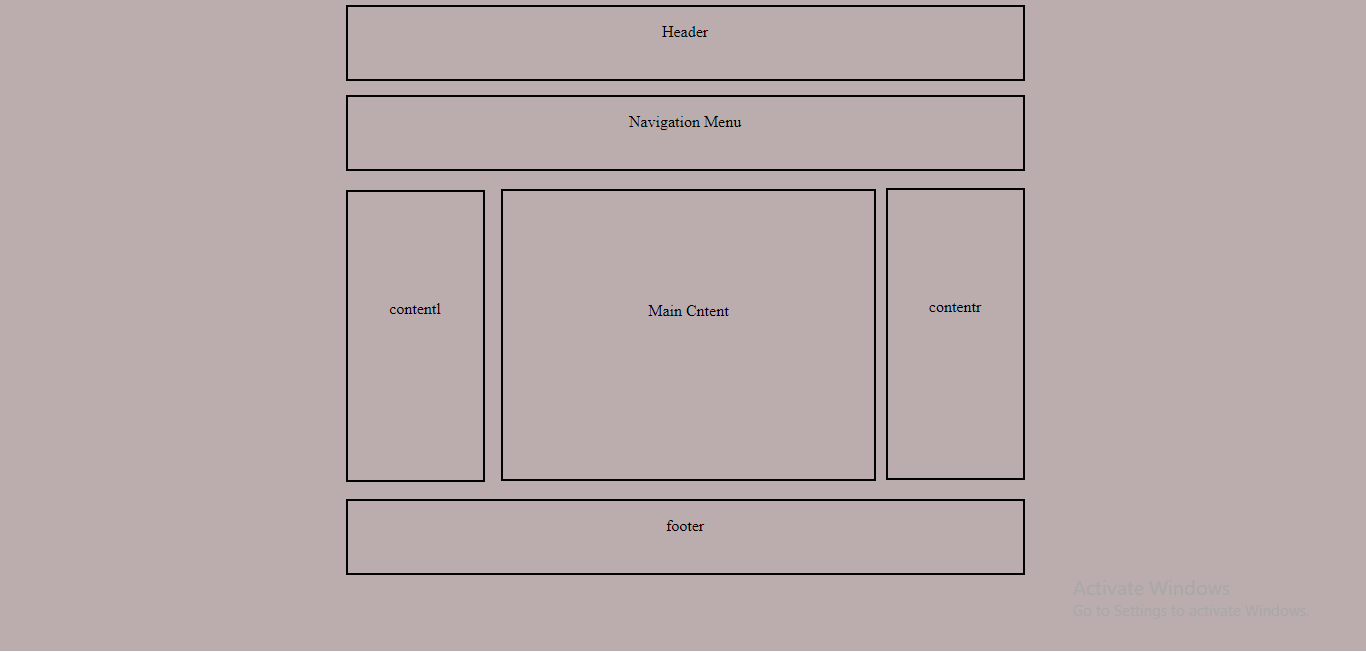 Header
Navigation Menu
contentl
Main Cntent
contentr
footer
Activate Windows
Go to Settings to activate Windows.